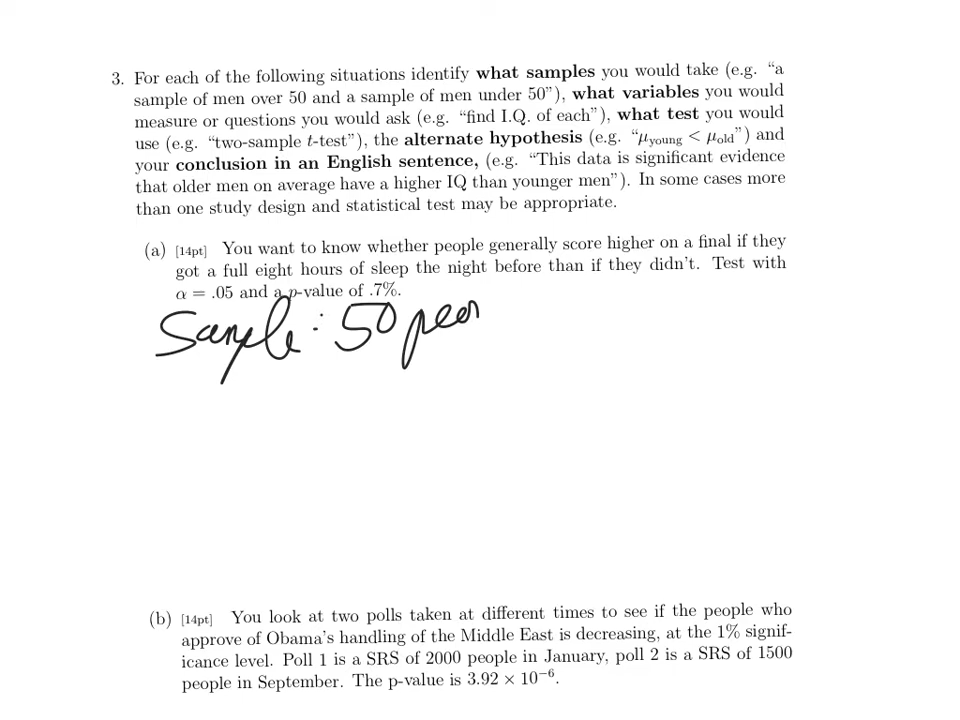 3. For each of the following situations identify what samples you would take (e.g. “a
sample of men over 50 and a sample of men under 50”), what variables you would
measure or questions you would ask (e.g. “find I.Q. of each”), what test you would
use (e.g. “two-sample t-test”), the alternate hypothesis (e.g. “μyoung < μold”) and
your conclusion in an English sentence, (e.g. “This data is significant evidence
that older men on average have a higher IQ than younger men”). In some cases more
than one study design and statistical test may be appropriate.
(a) [14pt] You want to know whether people generally score higher on a final if they
got a full eight hours of sleep the night before than if they didn’t. Test with
α = .05 and a p-value of .7%.
Sample: 50
(b) [14pt] You look at two polls taken at different times to see if the people who
approve of Obama’s handling of the Middle East is decreasing, at the 1% signif-
icance level. Poll 1 is a SRS of 2000 people in January, poll 2 is a SRS of 1500
people in September. The p-value is 3.92 × 10⁻⁶.